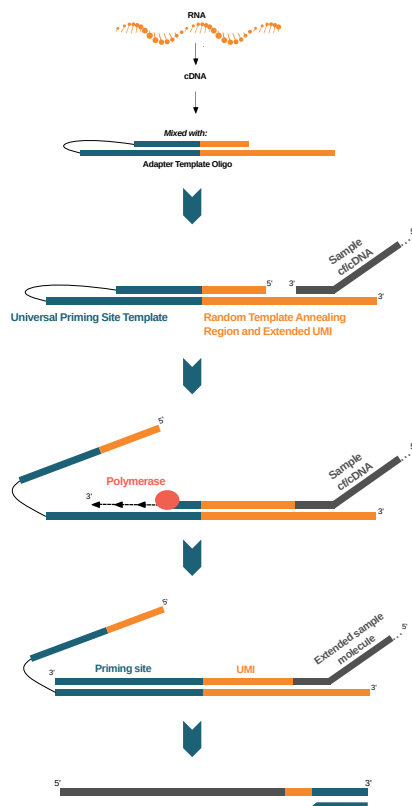 RNA
cDNA
Mixed with:
Adapter Template Oligo
Sample
cf/cDNA
5'
3'
3'
Universal Priming Site Template
Random Template Annealing
Region and Extended UMI
5'
Polymerase
3'
Sample
cf/cDNA
3'
5'
Extended sample
molecule
5'
3'
Priming site
UMI
3'
5'
3'